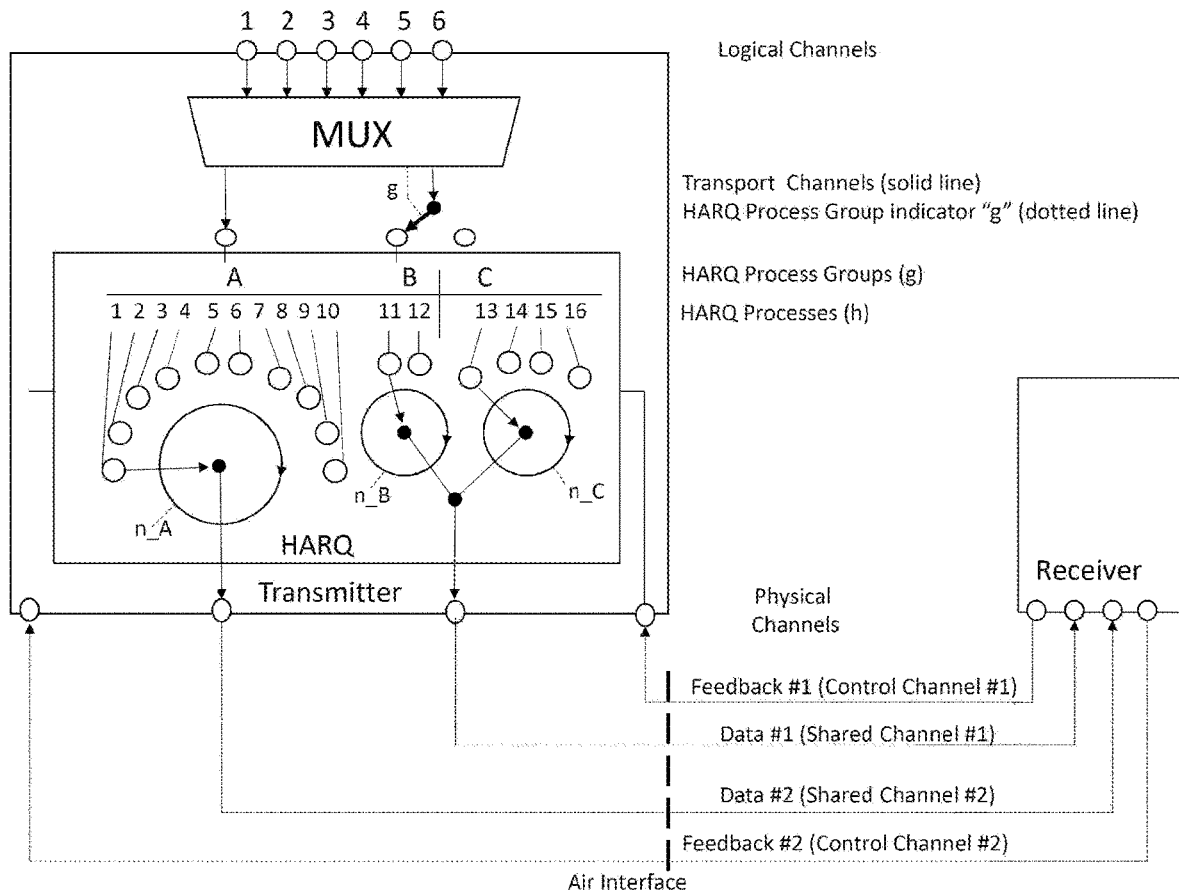 1 2 3 4 5 6
Logical Channels
MUX
g
Transport Channels (solid line)
HARQ Process Group indicator “g” (dotted line)
A B C
HARQ Process Groups (g)
1 2 3 4 5 6 7 8 9 10 11 12 13 14 15 16
HARQ Processes (h)
n_A
n_B
n_C
HARQ
Transmitter
Physical
Channels
Receiver
Feedback #1 (Control Channel #1)
Data #1 (Shared Channel #1)
Data #2 (Shared Channel #2)
Feedback #2 (Control Channel #2)
Air Interface